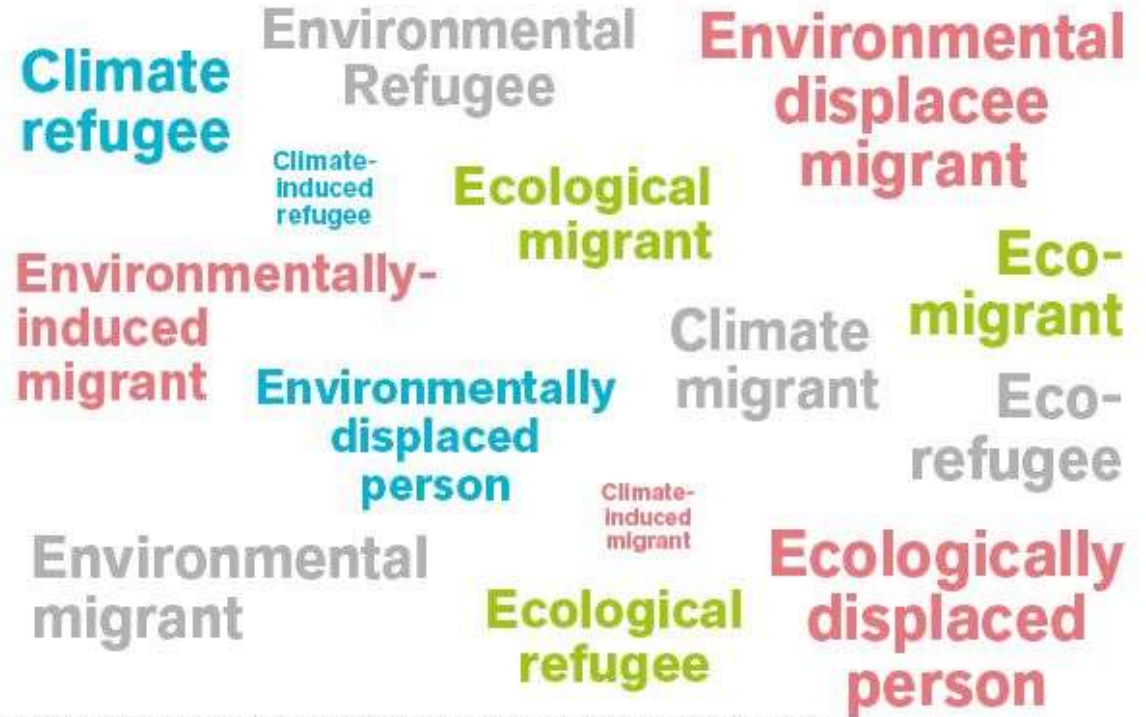 Climate
refugee
Environmental
Refugee
Environmental
displacee
migrant
Climate-
induced
refugee
Ecological
migrant
Eco-
migrant
Environmentally-
induced
migrant
Climate
migrant
Environmentally
displaced
person
Eco-
refugee
Climate-
induced
migrant
Environmental
migrant
Ecological
refugee
Ecologically
displaced
person